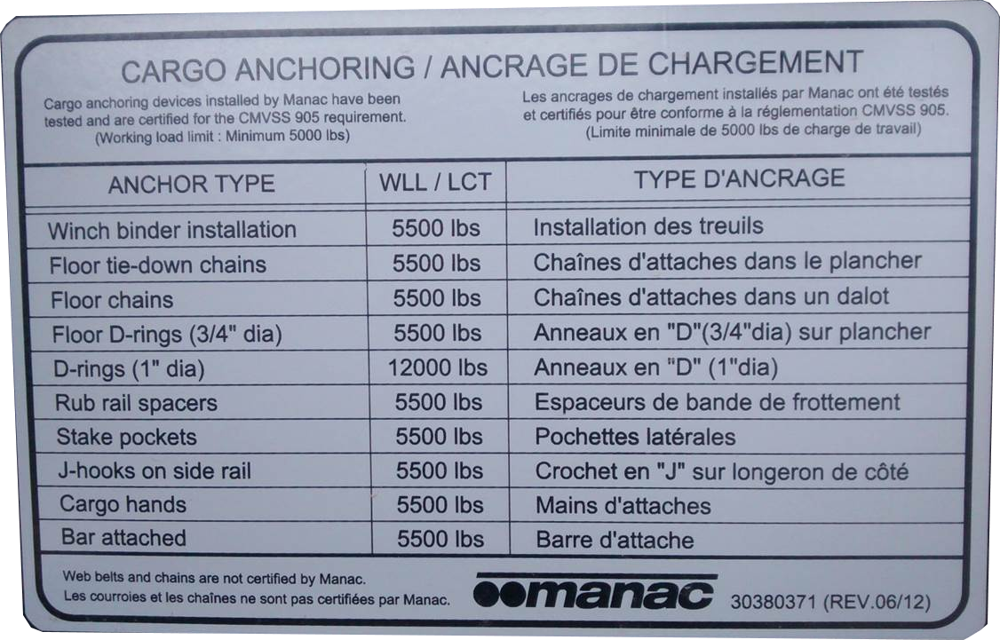 CARGO ANCHORING / ANCRAGE DE CHARGEMENT
Cargo anchoring devices installed by Manac have been
tested and are certified for the CMVSS 905 requirement.
(Working load limit : Minimum 5000 lbs)
Les ancrages de chargement installés par Manac ont été testés
et certifiés pour être conforme à la réglementation CMVSS 905.
(Limite minimale de 5000 lbs de charge de travail)
ANCHOR TYPE WLL / LCT TYPE D'ANCRAGE
Winch binder installation 5500 lbs Installation des treuils
Floor tie-down chains 5500 lbs Chaînes d'attaches dans le plancher
Floor chains 5500 lbs Chaînes d'attaches dans un dalot
Floor D-rings (3/4" dia) 5500 lbs Anneaux en "D"(3/4"dia) sur plancher
D-rings (1" dia) 12000 lbs Anneaux en "D" (1"dia)
Rub rail spacers 5500 lbs Espaceurs de bande de frottement
Stake pockets 5500 lbs Pochettes latérales
J-hooks on side rail 5500 lbs Crochet en "J" sur longeron de côté
Cargo hands 5500 lbs Mains d'attaches
Bar attached 5500 lbs Barre d'attache
Web belts and chains are not certified by Manac.
Les courroies et les chaînes ne sont pas certifiées par Manac.
manac 30380371 (REV.06/12)